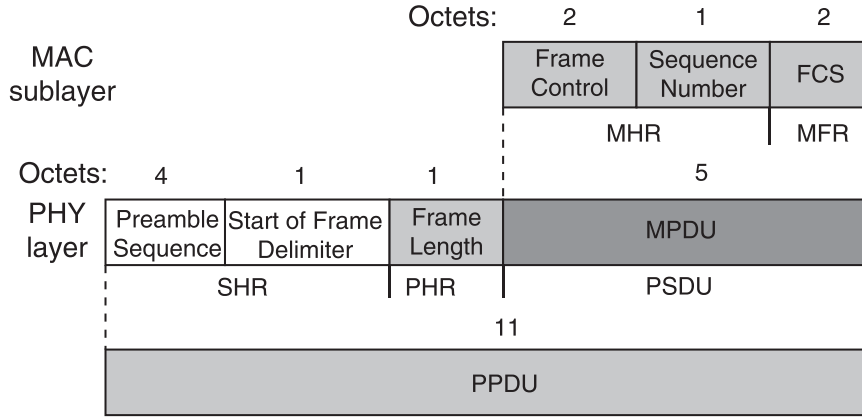 Octets: 2 1 2
MAC sublayer
Frame Control
Sequence Number
FCS
MHR MFR
Octets: 4 1 1 5
PHY layer
Preamble Sequence
Start of Frame Delimiter
Frame Length
MPDU
SHR PHR PSDU
11
PPDU